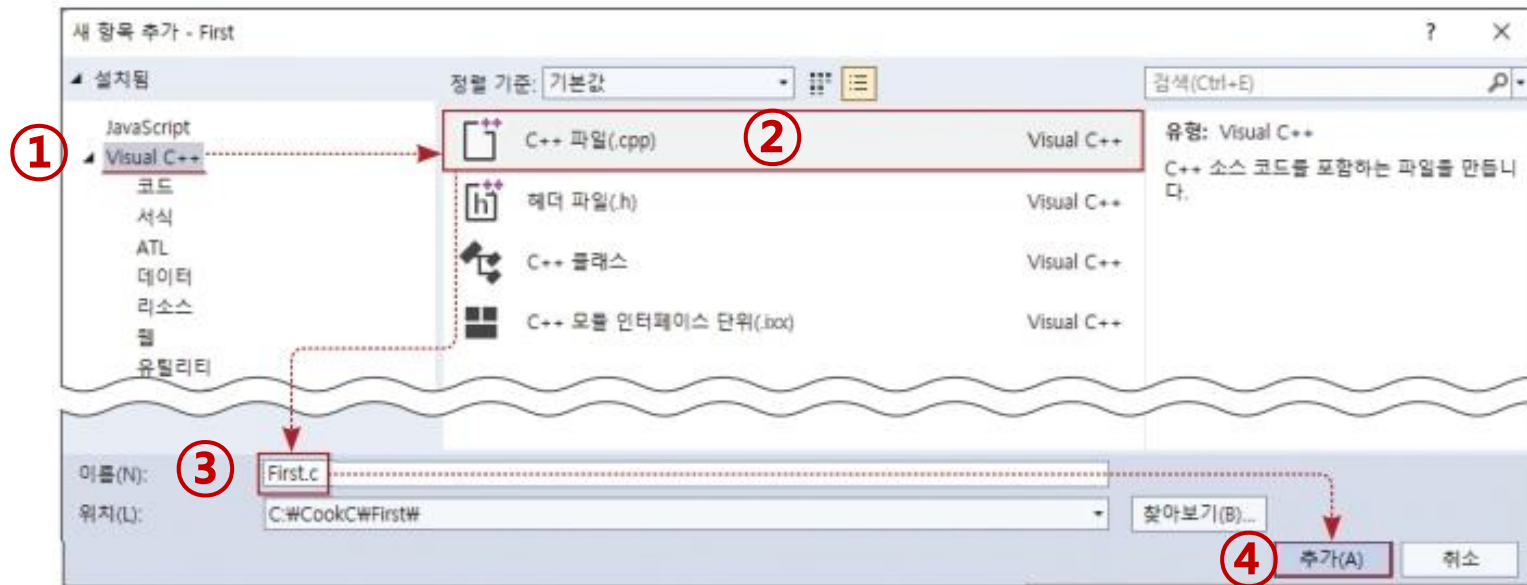 새 항목 추가 - First
? ×
설치됨
정렬 기준: 기본값
검색(Ctrl+E)
JavaScript
① Visual C++
코드
서식
ATL
데이터
리소스
웹
유틸리티
C++ 파일(.cpp) ② Visual C++
헤더 파일(.h) Visual C++
C++ 클래스 Visual C++
C++ 모듈 인터페이스 단위(.ixx) Visual C++
유형: Visual C++
C++ 소스 코드를 포함하는 파일을 만듭니
다.
이름(N): ③ First.c
위치(L): C:₩CookC₩First₩
찾아보기(B)...
④ 추가(A) 취소